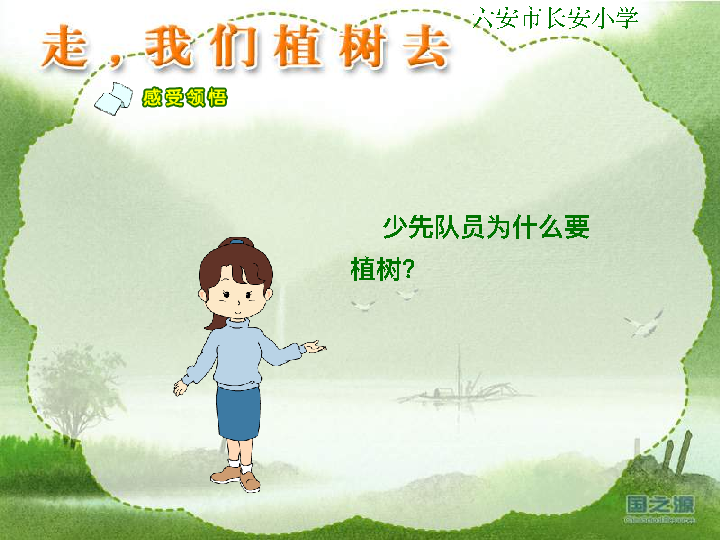 六安市长安小学
走，我们植树去
感受领悟
少先队员为什么要
植树？
国之源